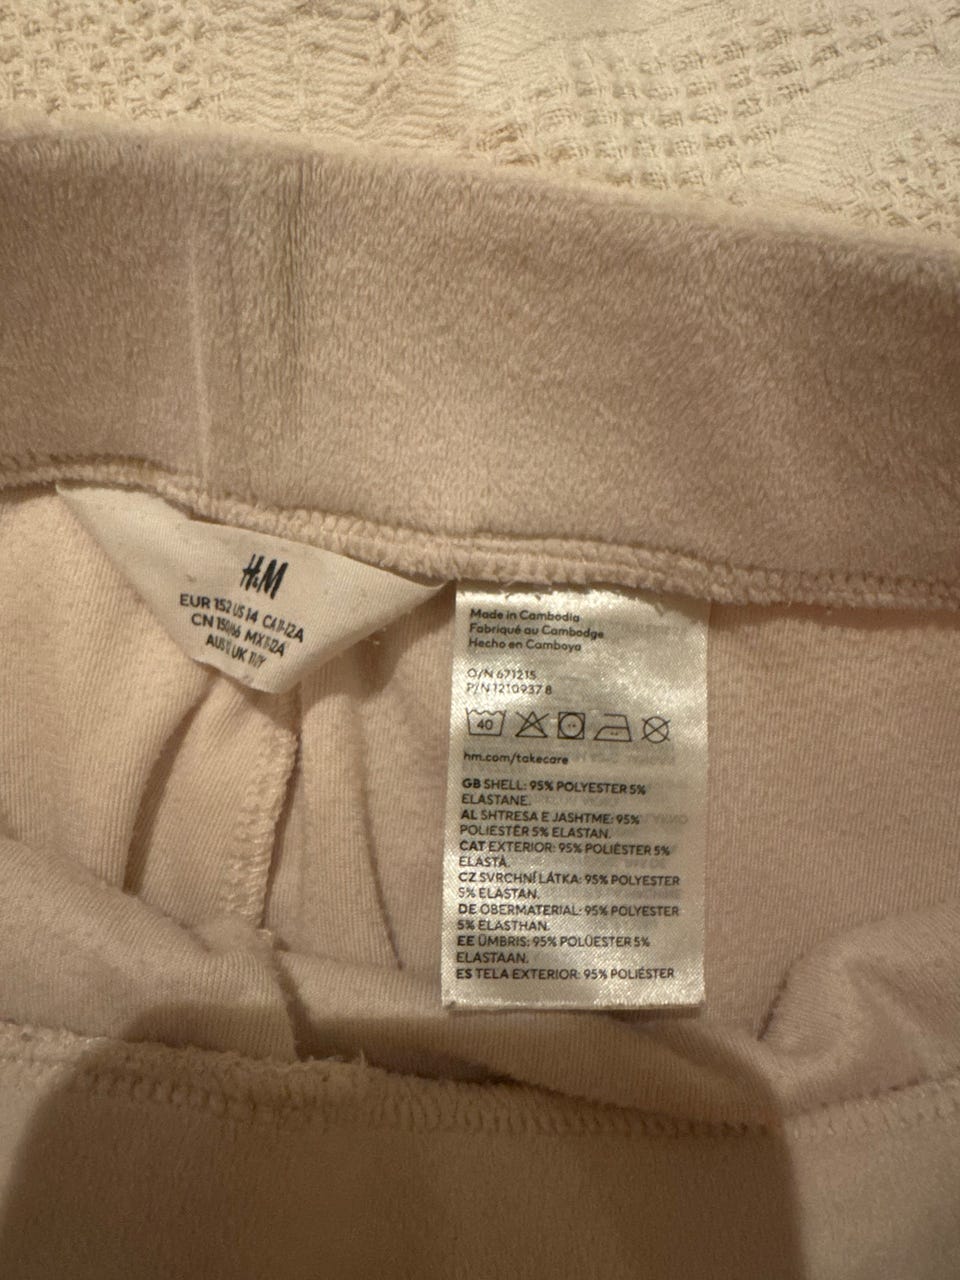 H&M
EUR 152 US 14 CA 11-12A
CN 150/66 MX 11-12A
AUS 12 UK 11-12Y
Made in Cambodia
Fabriqué au Cambodge
Hecho en Camboya
O/N 671215
P/N 1210937 8
40
hm.com/takecare
GB SHELL: 95% POLYESTER 5%
ELASTANE.
AL SHTRESA E JASHTME: 95%
POLIESTËR 5% ELASTAN.
CAT EXTERIOR: 95% POLIÈSTER 5%
ELASTÀ.
CZ SVRCHNÍ LÁTKA: 95% POLYESTER
5% ELASTAN.
DE OBERMATERIAL: 95% POLYESTER
5% ELASTHAN.
EE ÜMBRIS: 95% POLÜESTER 5%
ELASTAAN.
ES TELA EXTERIOR: 95% POLIÉSTER